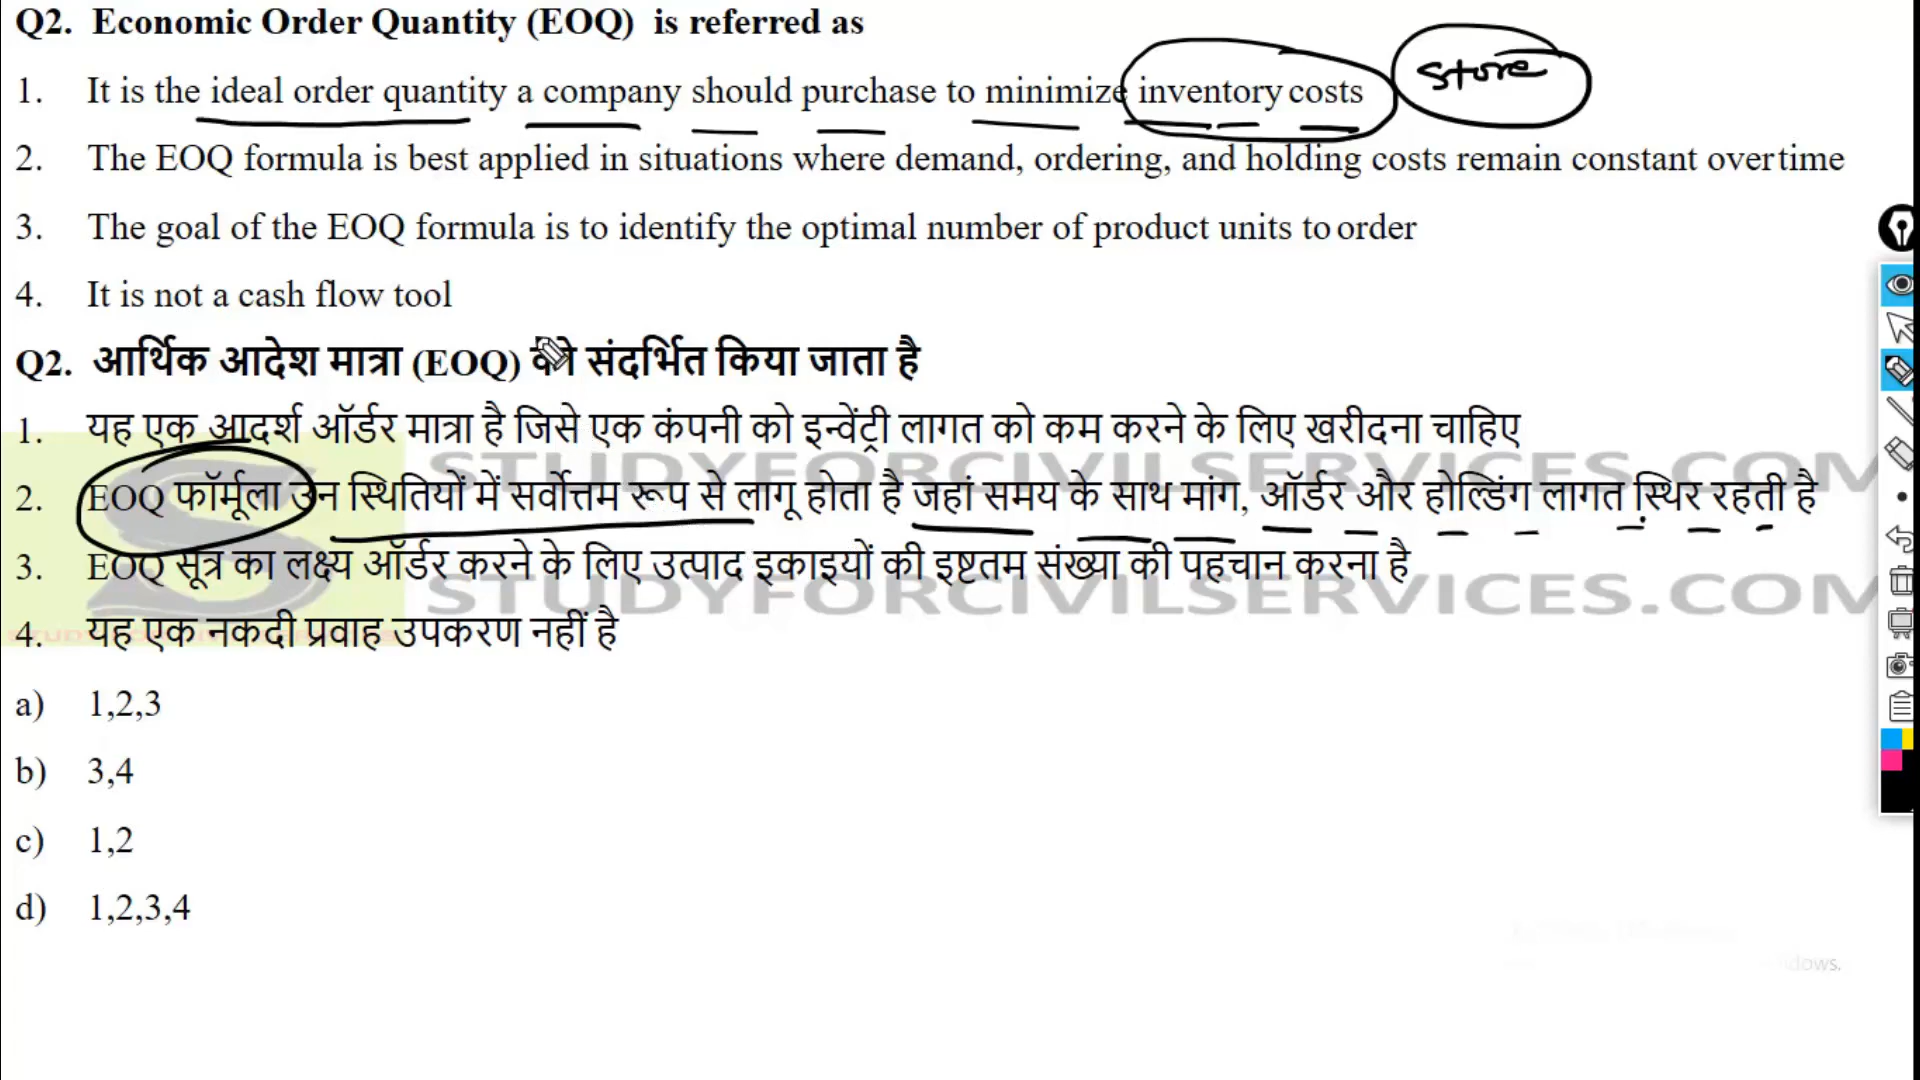 Q2. Economic Order Quantity (EOQ) is referred as
1. It is the ideal order quantity a company should purchase to minimize inventory costs store
2. The EOQ formula is best applied in situations where demand, ordering, and holding costs remain constant overtime
3. The goal of the EOQ formula is to identify the optimal number of product units to order
4. It is not a cash flow tool
Q2. आर्थिक आदेश मात्रा (EOQ) को संदर्भित किया जाता है
1. यह एक आदर्श ऑर्डर मात्रा है जिसे एक कंपनी को इन्वेंट्री लागत को कम करने के लिए खरीदना चाहिए
STUDYFORCIVILSERVICES.COM
2. EOQ फॉर्मूला उन स्थितियों में सर्वोत्तम रूप से लागू होता है जहां समय के साथ मांग, ऑर्डर और होल्डिंग लागत स्थिर रहती है
3. EOQ सूत्र का लक्ष्य ऑर्डर करने के लिए उत्पाद इकाइयों की इष्टतम संख्या की पहचान करना है
STUDYFORCIVILSERVICES.COM
4. यह एक नकदी प्रवाह उपकरण नहीं है
a) 1,2,3
b) 3,4
c) 1,2
d) 1,2,3,4